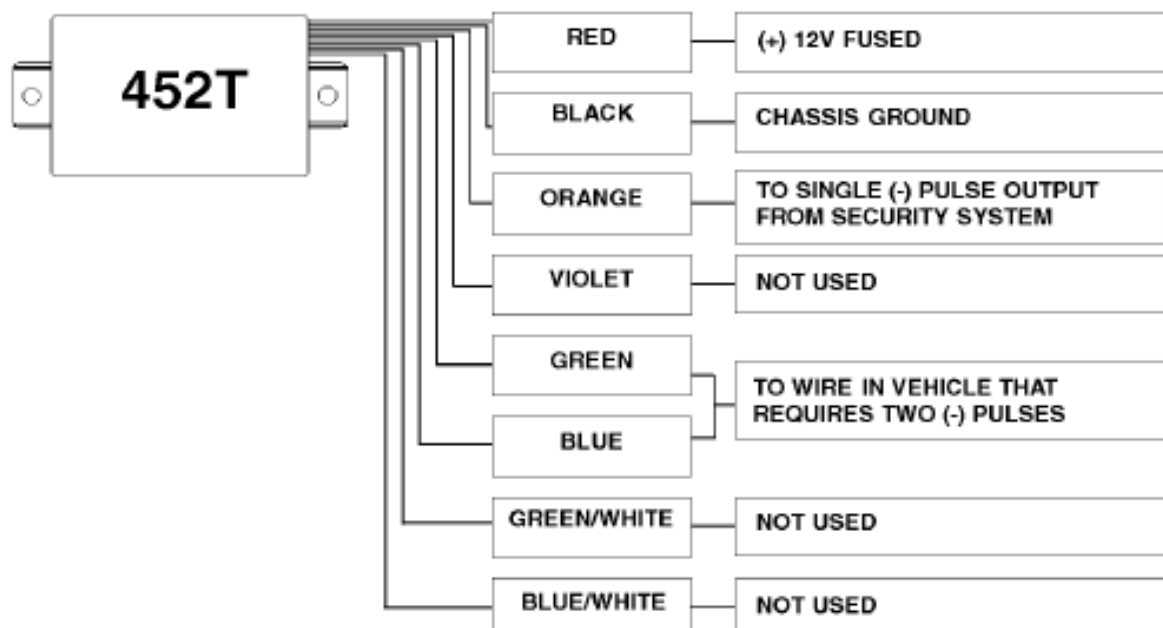 452T
RED
(+) 12V FUSED
BLACK
CHASSIS GROUND
ORANGE
TO SINGLE (-) PULSE OUTPUT
FROM SECURITY SYSTEM
VIOLET
NOT USED
GREEN
BLUE
TO WIRE IN VEHICLE THAT
REQUIRES TWO (-) PULSES
GREEN/WHITE
NOT USED
BLUE/WHITE
NOT USED